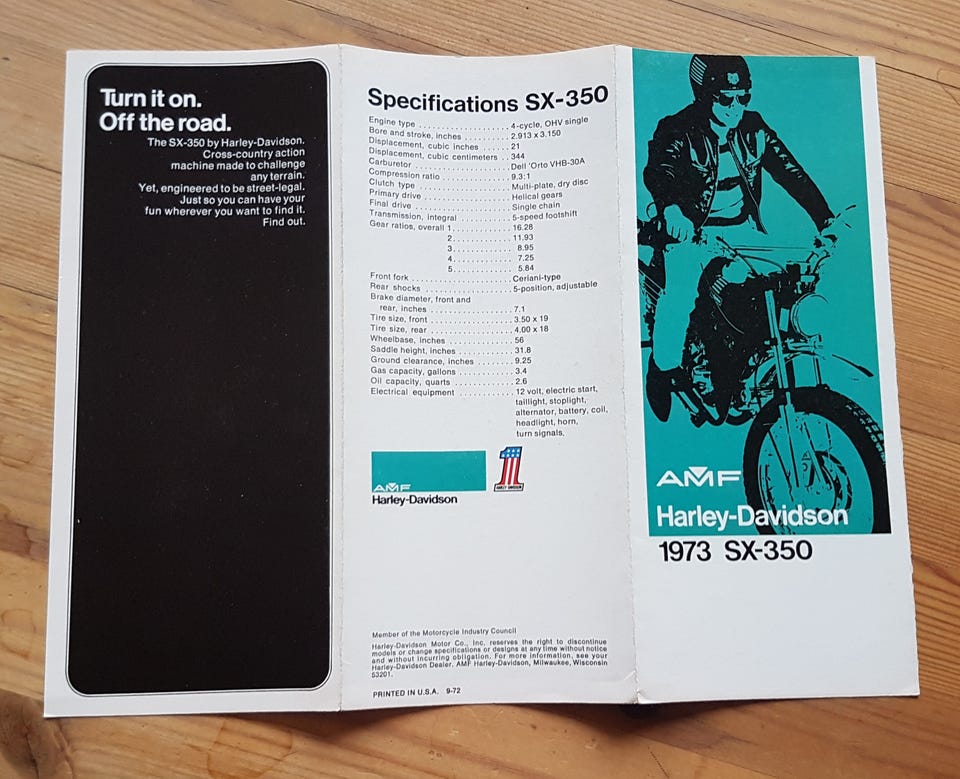 Turn it on.
Off the road.
The SX-350 by Harley-Davidson.
Cross-country action
machine made to challenge
any terrain.
Yet, engineered to be street-legal.
Just so you can have your
fun wherever you want to find it.
Find out.
Specifications SX-350
Engine type . . . . . . . . . . . . . . . . . . . . 4-cycle, OHV single
Bore and stroke, inches . . . . . . . . . . 2.913 x 3.150
Displacement, cubic inches . . . . . . 21
Displacement, cubic centimeters . . 344
Carburetor . . . . . . . . . . . . . . . . . . . . Dell 'Orto VHB-30A
Compression ratio . . . . . . . . . . . . . . 9.3:1
Clutch type . . . . . . . . . . . . . . . . . . . . Multi-plate, dry disc
Primary drive . . . . . . . . . . . . . . . . . . Helical gears
Final drive . . . . . . . . . . . . . . . . . . . . Single chain
Transmission, integral . . . . . . . . . . 5-speed footshift
Gear ratios, overall 1 . . . . . . . . . . . . 16.28
2 . . . . . . . . . . . . 11.93
3 . . . . . . . . . . . . 8.95
4 . . . . . . . . . . . . 7.25
5 . . . . . . . . . . . . 5.84
Front fork . . . . . . . . . . . . . . . . . . . . Ceriani-type
Rear shocks . . . . . . . . . . . . . . . . . . 5-position, adjustable
Brake diameter, front and
rear, inches . . . . . . . . . . . . . . . . . . 7.1
Tire size, front . . . . . . . . . . . . . . . . 3.50 x 19
Tire size, rear . . . . . . . . . . . . . . . . 4.00 x 18
Wheelbase, inches . . . . . . . . . . . . . . 56
Saddle height, inches . . . . . . . . . . . . 31.8
Ground clearance, inches . . . . . . . . 9.25
Gas capacity, gallons . . . . . . . . . . . . 3.4
Oil capacity, quarts . . . . . . . . . . . . 2.6
Electrical equipment . . . . . . . . . . . . 12 volt, electric start,
taillight, stoplight,
alternator, battery, coil,
headlight, horn,
turn signals.
AMF
Harley-Davidson
1
HARLEY-DAVIDSON
Member of the Motorcycle Industry Council
Harley-Davidson Motor Co., Inc. reserves the right to discontinue
models or change specifications or designs at any time without notice
and without incurring obligation. For more information, see your
Harley-Davidson Dealer. AMF Harley-Davidson, Milwaukee, Wisconsin
53201.
PRINTED IN U.S.A. 9-72
AMF
Harley-Davidson
1973 SX-350